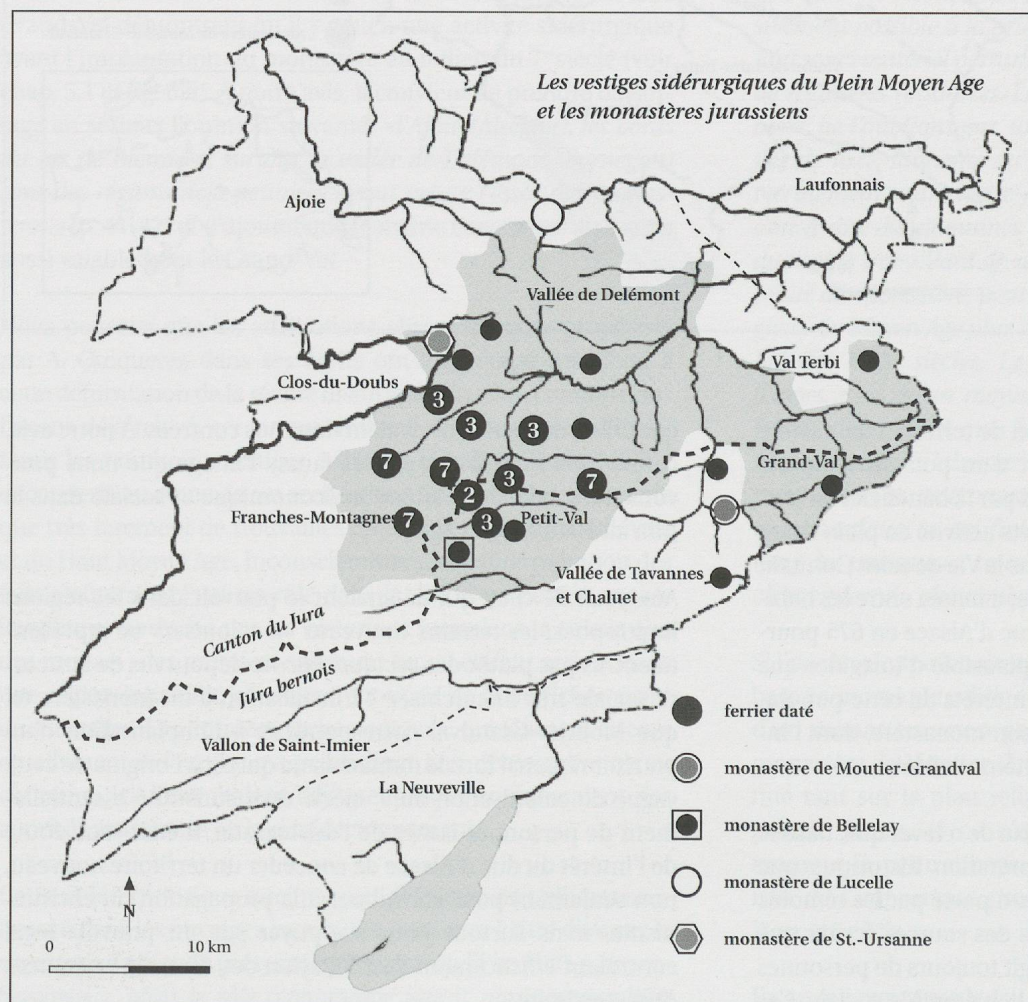 Les vestiges sidérurgiques du Plein Moyen Age
et les monastères jurassiens
Laufonnais
Ajoie
Vallée de Delémont
Val Terbi
Clos-du-Doubs
3
3
3
7
7
3
7
2
Grand-Val
Franches-Montagnes
7
3
Petit-Val
Vallée de Tavannes
et Chaluet
Canton du Jura
Jura bernois
ferrier daté
Vallon de Saint-Imier
monastère de Moutier-Grandval
La Neuveville
monastère de Bellelay
monastère de Lucelle
N
monastère de St.-Ursanne
0 10 km